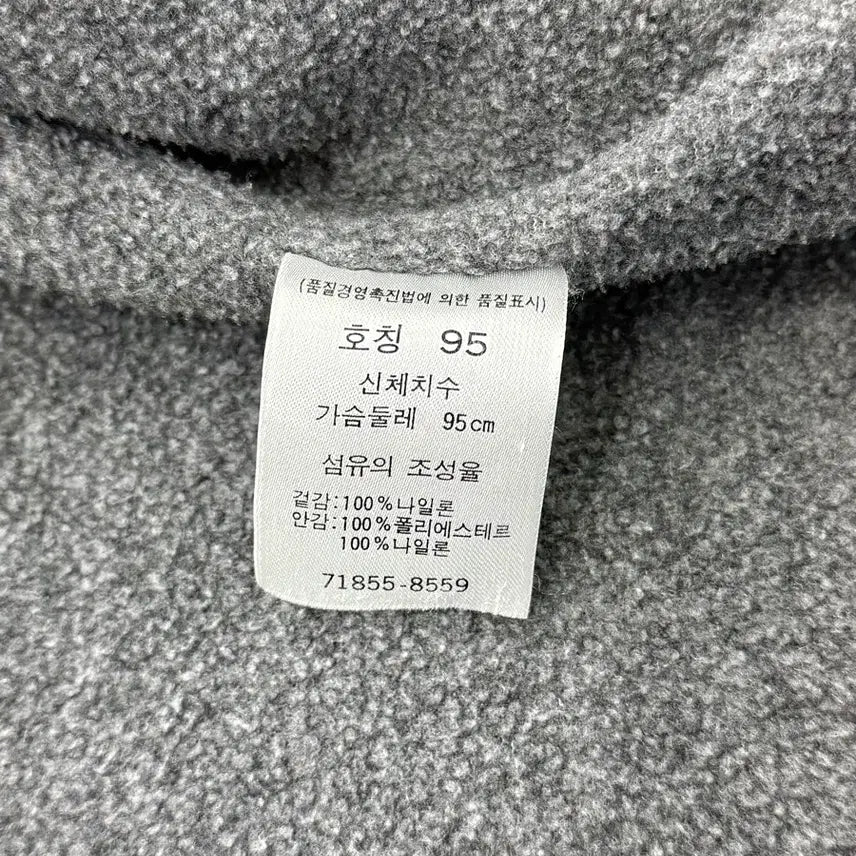 (품질경영촉진법에 의한 품질표시)
호칭 95
신체치수
가슴둘레 95cm
섬유의 조성율
겉감:100%나일론
안감:100%폴리에스테르
100%나일론
71855-8559